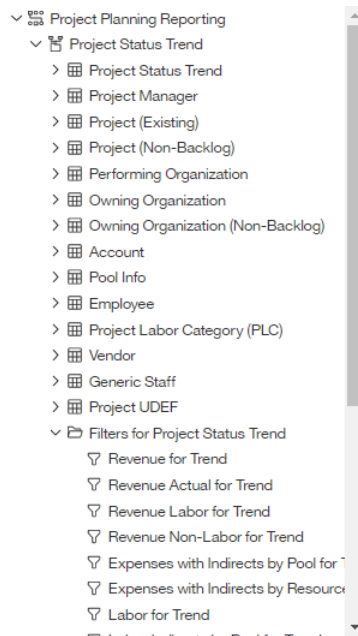 Project Planning Reporting
Project Status Trend
Project Status Trend
Project Manager
Project (Existing)
Project (Non-Backlog)
Performing Organization
Owning Organization
Owning Organization (Non-Backlog)
Account
Pool Info
Employee
Project Labor Category (PLC)
Vendor
Generic Staff
Project UDEF
Filters for Project Status Trend
Revenue for Trend
Revenue Actual for Trend
Revenue Labor for Trend
Revenue Non-Labor for Trend
Expenses with Indirects by Pool for
Expenses with Indirects by Resource
Labor for Trend